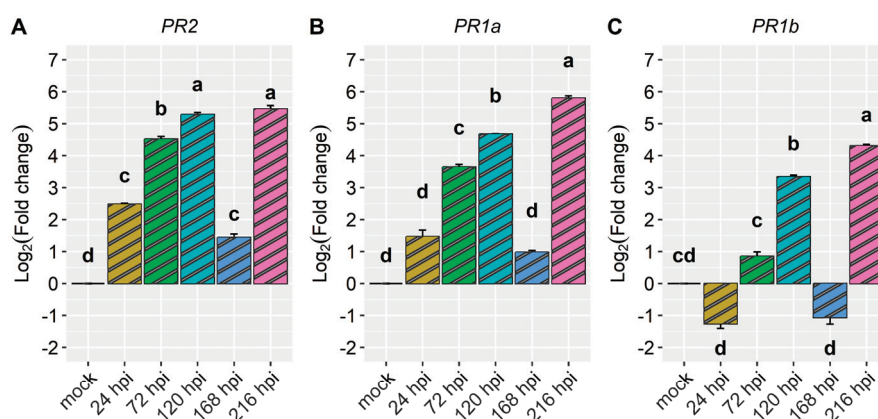 A PR2
Log2(Fold change)
7
6
5
4
3
2
1
0
-1
-2
d
c
b
a
c
a
mock
24 hpi
72 hpi
120 hpi
168 hpi
216 hpi
B PR1a
Log2(Fold change)
7
6
5
4
3
2
1
0
-1
-2
d
d
c
b
d
a
mock
24 hpi
72 hpi
120 hpi
168 hpi
216 hpi
C PR1b
Log2(Fold change)
7
6
5
4
3
2
1
0
-1
-2
cd
d
c
b
d
a
mock
24 hpi
72 hpi
120 hpi
168 hpi
216 hpi